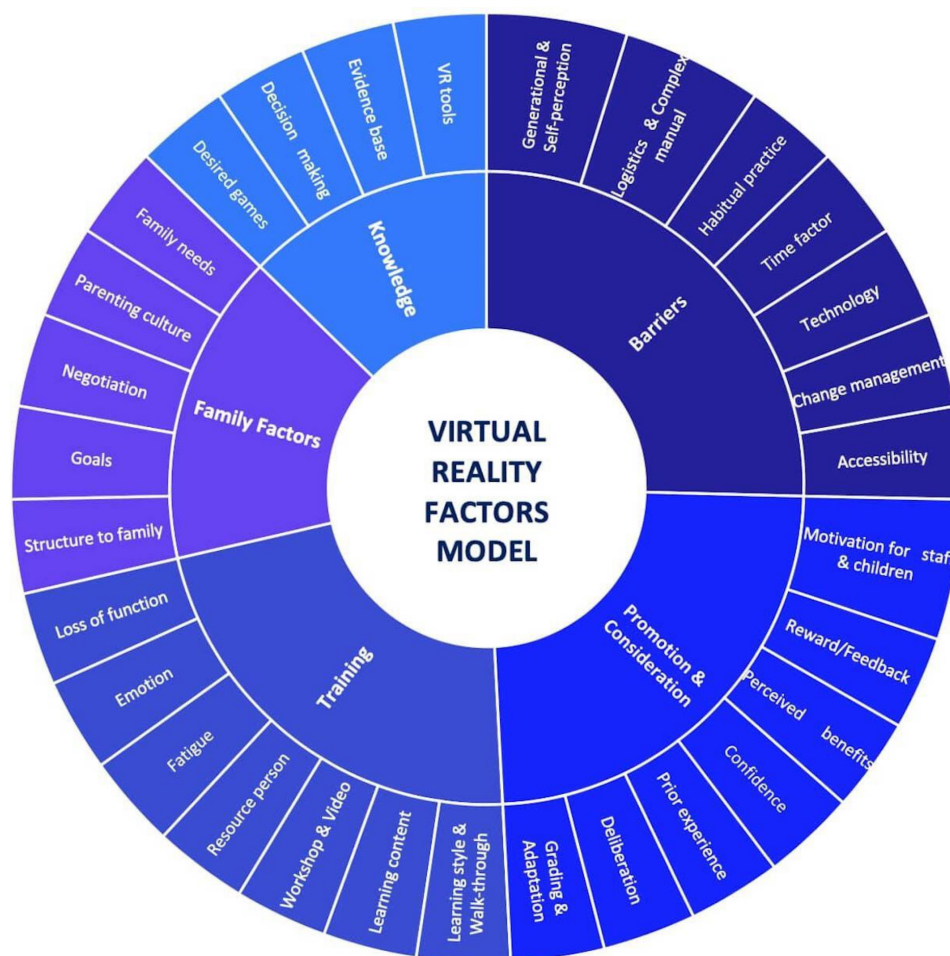 VIRTUAL
REALITY
FACTORS
MODEL
Barriers
Generational &
Self-perception
Logistics & Complex
manual
Habitual practice
Time factor
Technology
Change management
Accessibility
Promotion &
Consideration
Motivation for staff
& children
Reward/Feedback
Perceived benefits
Confidence
Prior experience
Deliberation
Grading &
Adaptation
Training
Learning style &
Walk-through
Learning content
Workshop & Video
Resource person
Fatigue
Emotion
Loss of function
Family Factors
Structure to family
Goals
Negotiation
Parenting culture
Family needs
Knowledge
Desired games
Decision making
Evidence base
VR tools